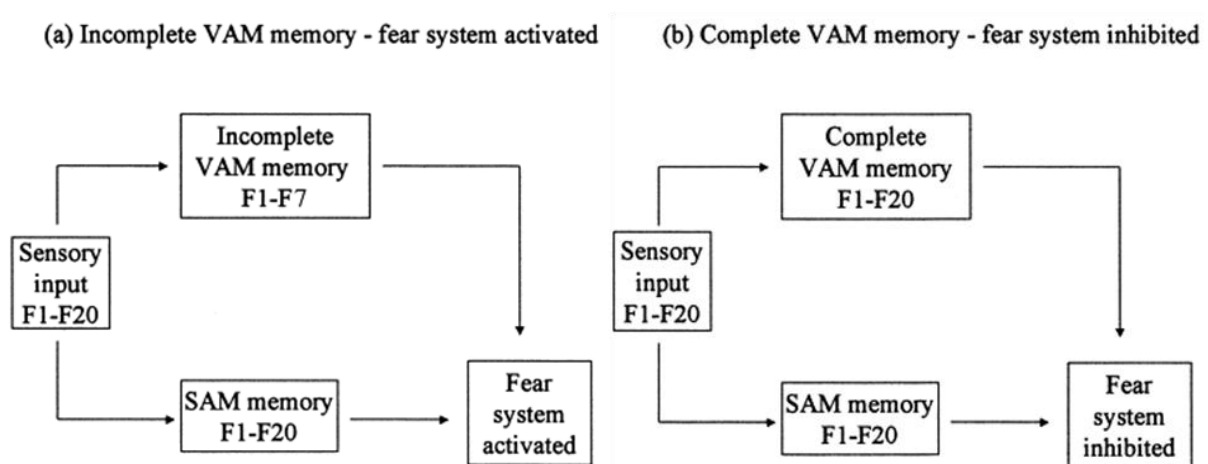 (a) Incomplete VAM memory - fear system activated
Incomplete
VAM memory
F1-F7
Sensory
input
F1-F20
SAM memory
F1-F20
Fear
system
activated
(b) Complete VAM memory - fear system inhibited
Complete
VAM memory
F1-F20
Sensory
input
F1-F20
SAM memory
F1-F20
Fear
system
inhibited